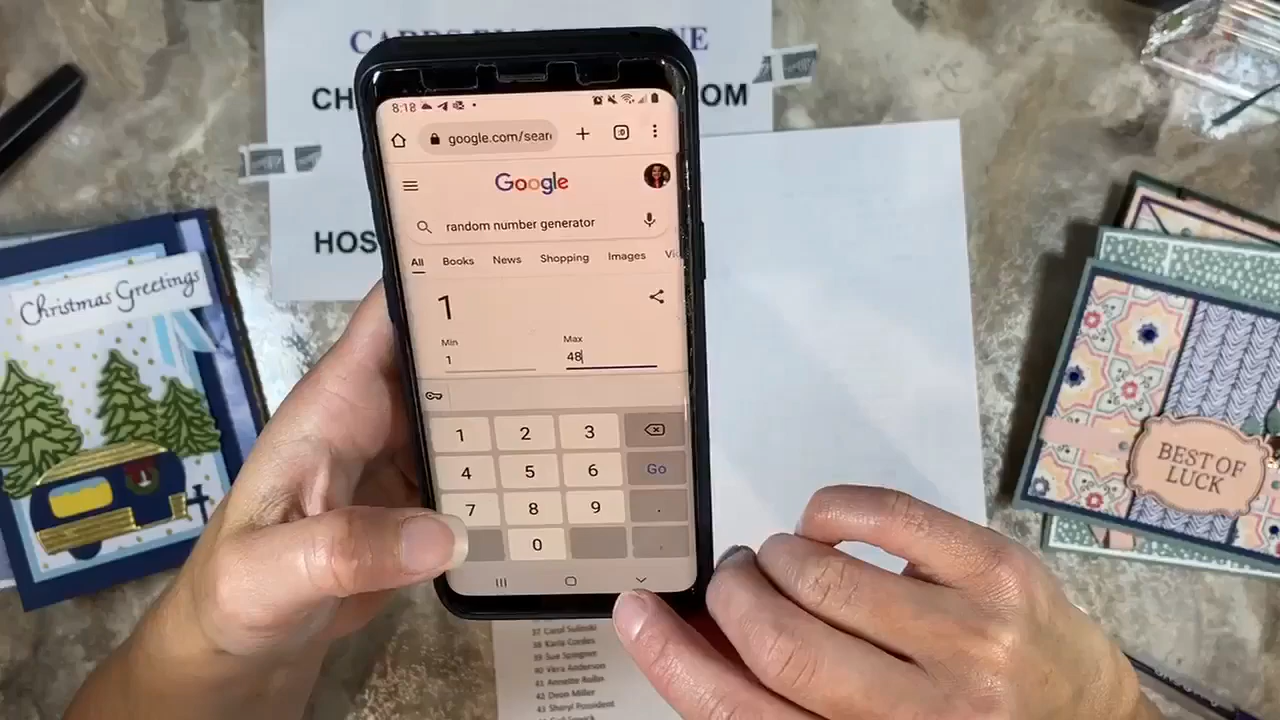 CH
OM
HOS
8:18
google.com/sear
Google
random number generator
All Books News Shopping Images
1
Min Max
1 48
1 2 3
4 5 6 Go
7 8 9 .
0 ,
Christmas Greetings
BEST OF
LUCK
37 Carol Sulinski
38 Karla Cordes
39 Sue Spiegner
40 Vera Anderson
41 Annette Rollin
42 Deon Miller
43 Sharyl Possident